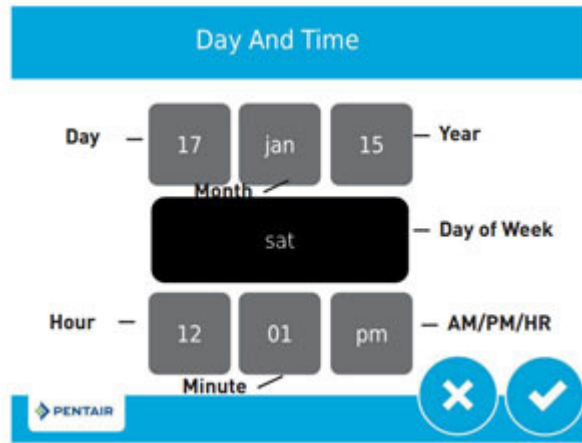 Day And Time
Day 17 jan 15 Year
Month
sat Day of Week
Hour 12 01 pm AM/PM/HR
Minute
PENTAIR